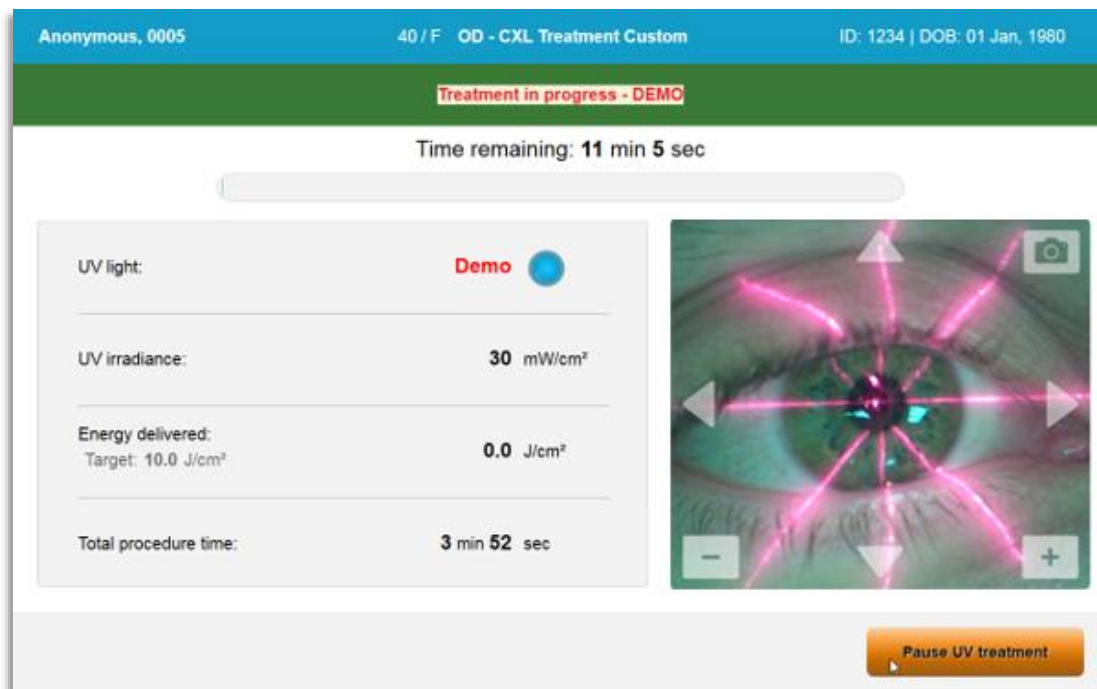 Anonymous, 0005 40 / F OD - CXL Treatment Custom ID: 1234 | DOB: 01 Jan, 1980
Treatment in progress - DEMO
Time remaining: 11 min 5 sec
UV light: Demo
UV irradiance: 30 mW/cm²
Energy delivered:
Target: 10.0 J/cm² 0.0 J/cm²
Total procedure time: 3 min 52 sec
Pause UV treatment